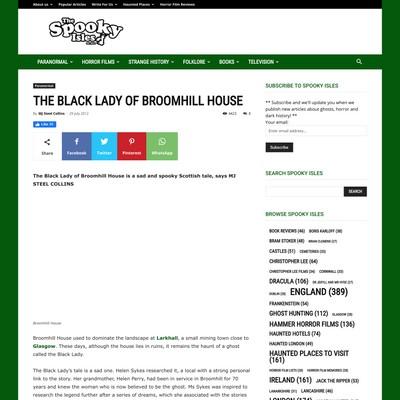 About us Popular Articles Write For Us Haunted Places Horror Film Reviews
The Spooky Isles
PARANORMAL HORROR FILMS STRANGE HISTORY FOLKLORE BOOKS TELEVISION
Paranormal
THE BLACK LADY OF BROOMHILL HOUSE
By MJ Steel Collins - 29 July 2012
Share Facebook Twitter Pinterest WhatsApp
The Black Lady of Broomhill House is a sad and spooky Scottish tale, says MJ
STEEL COLLINS
Broomhill House
Broomhill House used to dominate the landscape at Larkhall, a small mining town close to
Glasgow. These days, although the house lies in ruins, it remains the haunt of a ghost
called the Black Lady.
The Black Lady's tale is a sad one. Helen Sykes researched it, a local with a strong personal
link to the story. Her grandmother, Helen Perry, had been in service in Broomhill for 70
years and knew the woman who is now believed to be the ghost. Ms Sykes was inspired to
research the legend further after a series of dreams, which she associated with the stories
SUBSCRIBE TO SPOOKY ISLES
** Subscribe and we'll update you when we
publish new articles about ghosts, horror
and dark history! **
Your email:
Enter email address...
Subscribe
SEARCH SPOOKY ISLES
Search
BROWSE SPOOKY ISLES
BOOK REVIEWS (46) BORIS KARLOFF (38)
BRAM STOKER (48) BRIAN CLEMENS (27)
CASTLES (51) CEMETERIES (33)
CHRISTOPHER LEE (64)
CHRISTOPHER LEE FILMS (34) CORNWALL (33)
DRACULA (106) DR JEKYLL AND MR HYDE (27)
DUBLIN (28) ENGLAND (389)
FRANKENSTEIN (54)
GHOST HUNTING (112) GLASGOW (28)
HAMMER HORROR FILMS (136)
HAUNTED HOTELS (74)
HAUNTED LONDON (49)
HAUNTED PLACES TO VISIT
(161)
HORROR FILM LISTS (30) HORROR MOVIES (38)
IRELAND (161) JACK THE RIPPER (53)
LANARKSHIRE (31) LANCASHIRE (41)